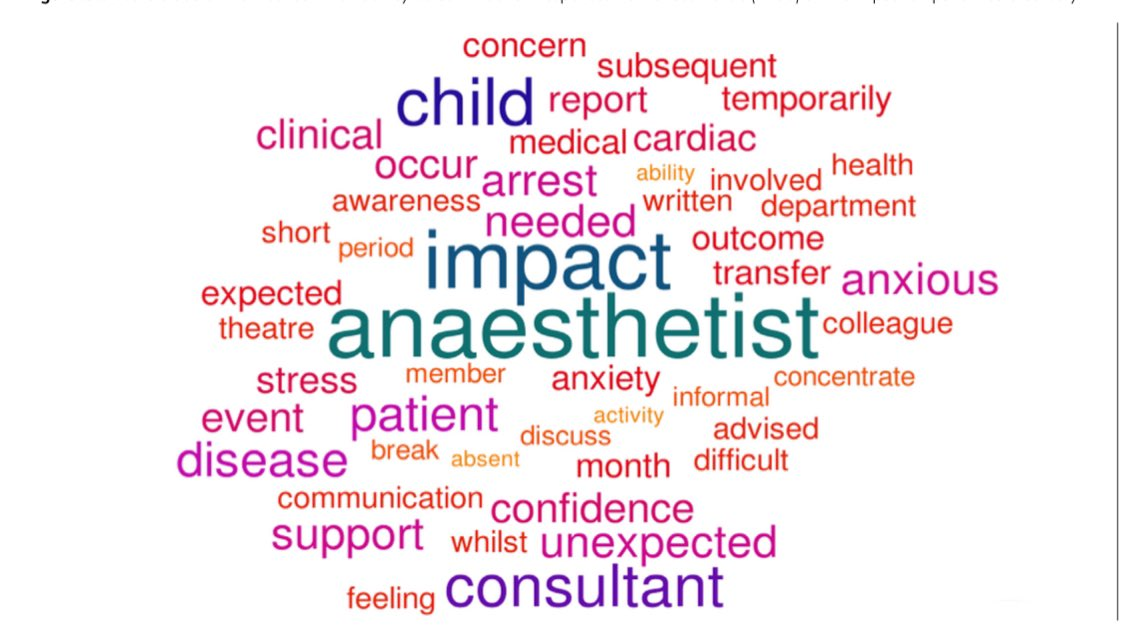 concern
subsequent
child report temporarily
clinical medical cardiac
occur arrest ability involved health
awareness needed written department
short period impact outcome
transfer anxious
expected
theatre anaesthetist colleague
stress member anxiety informal concentrate
event patient activity advised
disease break absent discuss month difficult
communication confidence
support whilst unexpected
feeling consultant